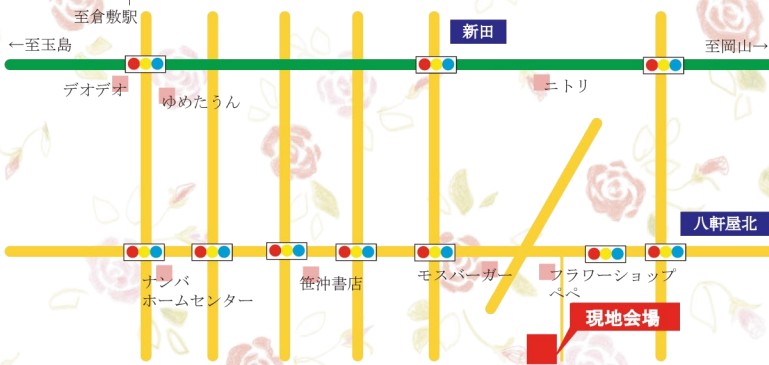 至倉敷駅
←至玉島
新田
至岡山→
デオデオ
ゆめたうん
ニトリ
八軒屋北
ナンバ
ホームセンター
笹沖書店
モスバーガー
フラワーショップ
ペペ
現地会場